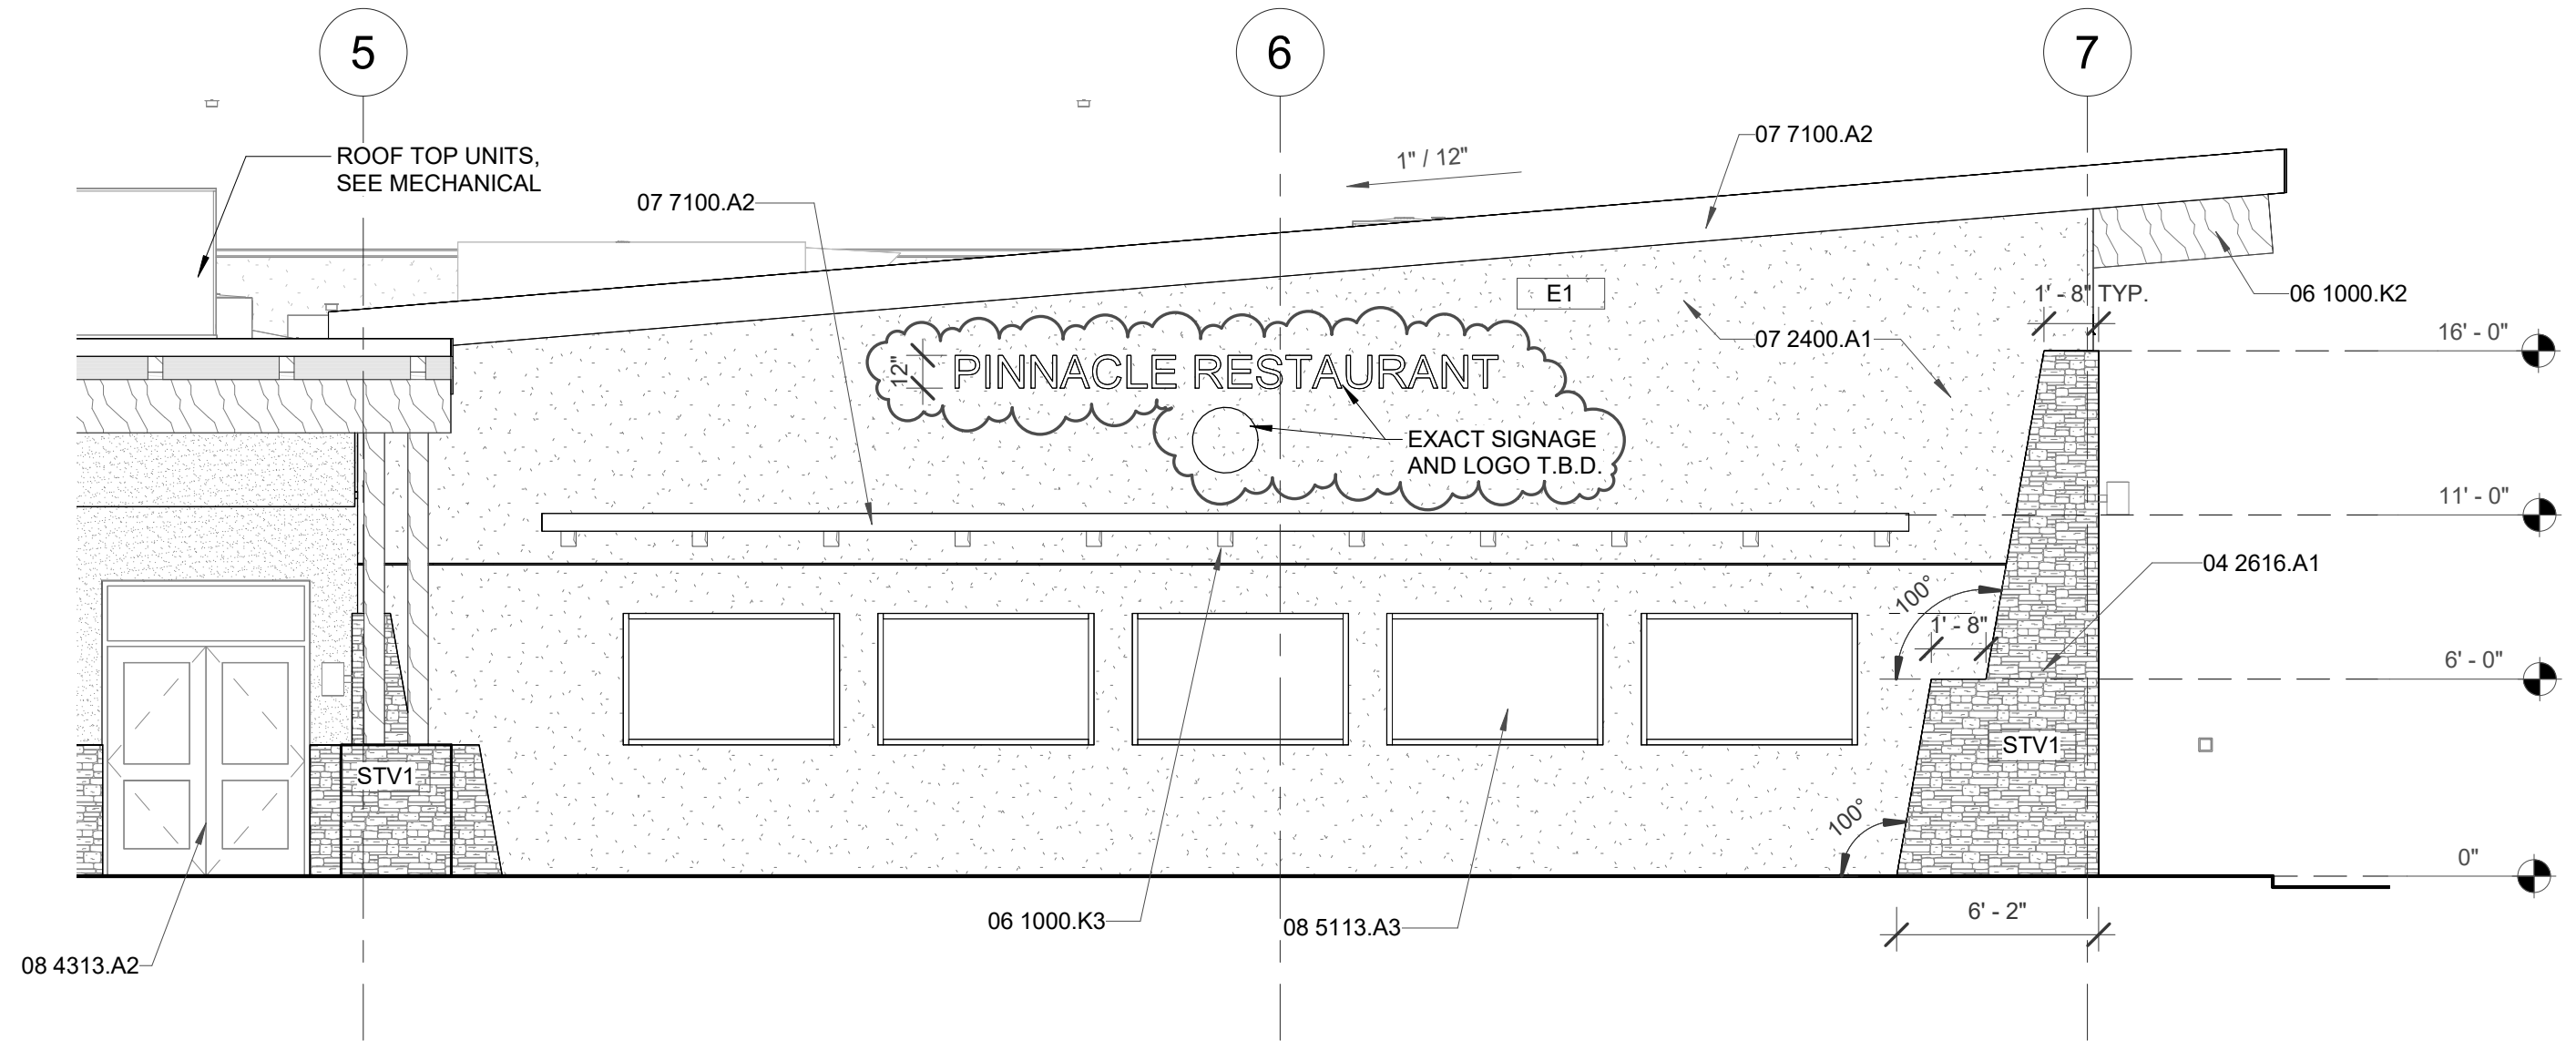 5
6
7
ROOF TOP UNITS,
SEE MECHANICAL
07 7100.A2
1" / 12"
07 7100.A2
E1
06 1000.K2
1' - 8" TYP.
07 2400.A1
16' - 0"
12"
PINNACLE RESTAURANT
EXACT SIGNAGE
AND LOGO T.B.D.
11' - 0"
04 2616.A1
100°
1' - 8"
6' - 0"
STV1
STV1
100°
0"
6' - 2"
06 1000.K3
08 5113.A3
08 4313.A2